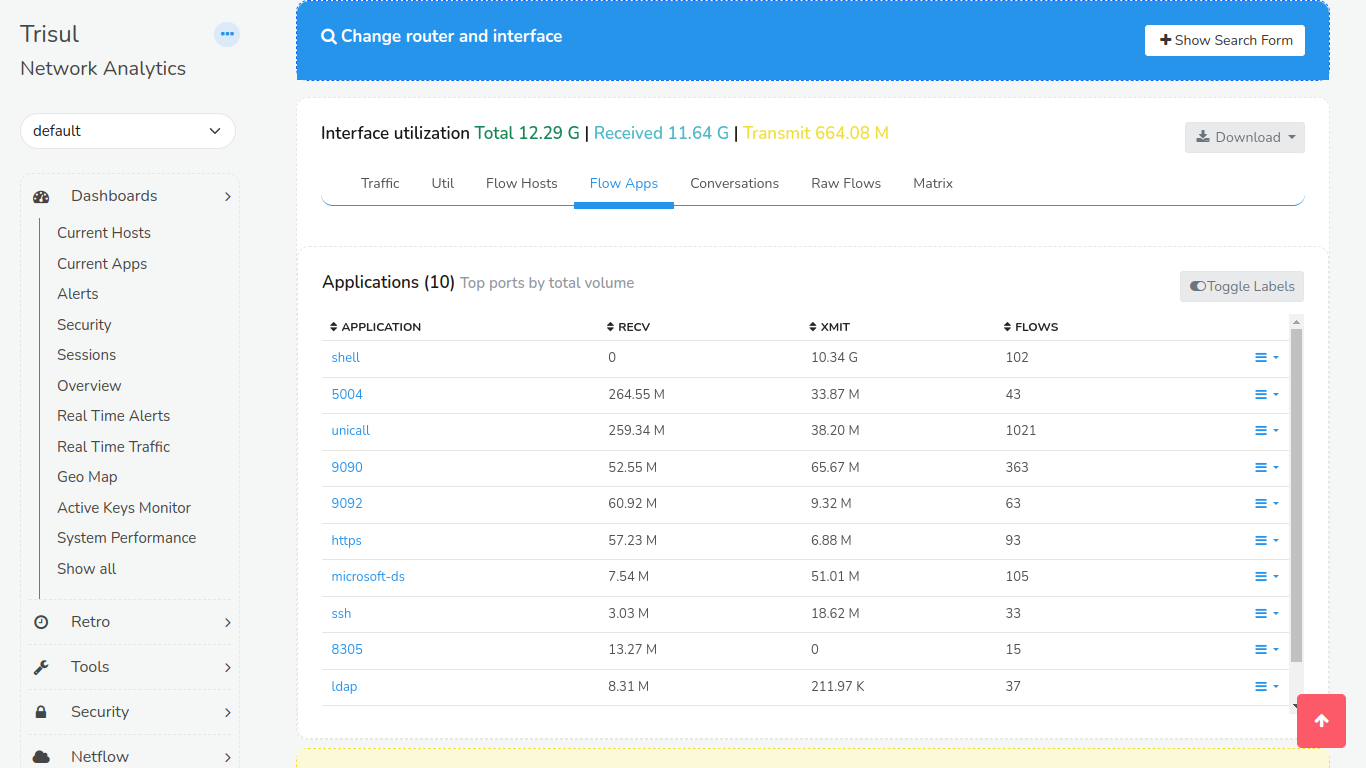 Trisul
Network Analytics
default
Dashboards
Current Hosts
Current Apps
Alerts
Security
Sessions
Overview
Real Time Alerts
Real Time Traffic
Geo Map
Active Keys Monitor
System Performance
Show all
Retro
Tools
Security
Netflow
Change router and interface
Show Search Form
Interface utilization Total 12.29 G | Received 11.64 G | Transmit 664.08 M
Download
Traffic Util Flow Hosts Flow Apps Conversations Raw Flows Matrix
Applications (10) Top ports by total volume
Toggle Labels
APPLICATION RECV XMIT FLOWS
shell 0 10.34 G 102
5004 264.55 M 33.87 M 43
unicall 259.34 M 38.20 M 1021
9090 52.55 M 65.67 M 363
9092 60.92 M 9.32 M 63
https 57.23 M 6.88 M 93
microsoft-ds 7.54 M 51.01 M 105
ssh 3.03 M 18.62 M 33
8305 13.27 M 0 15
ldap 8.31 M 211.97 K 37